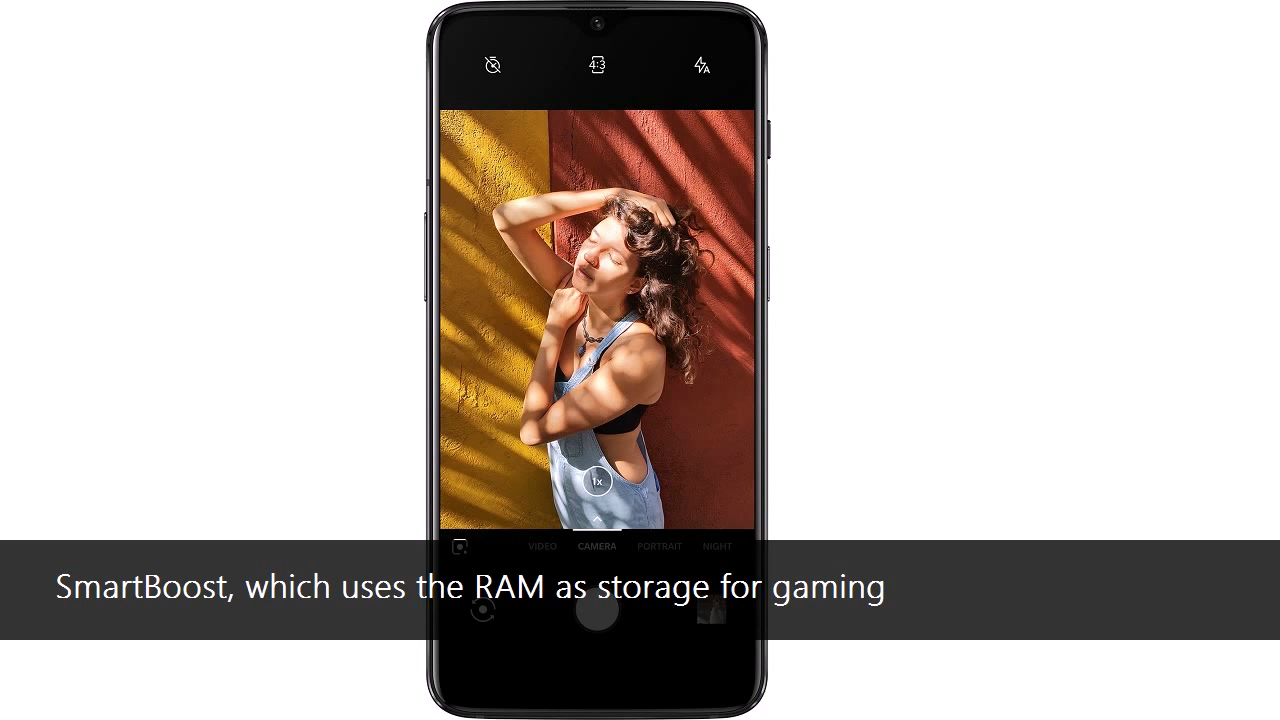 4:3
A
1x
VIDEO CAMERA PORTRAIT NIGHT
SmartBoost, which uses the RAM as storage for gaming